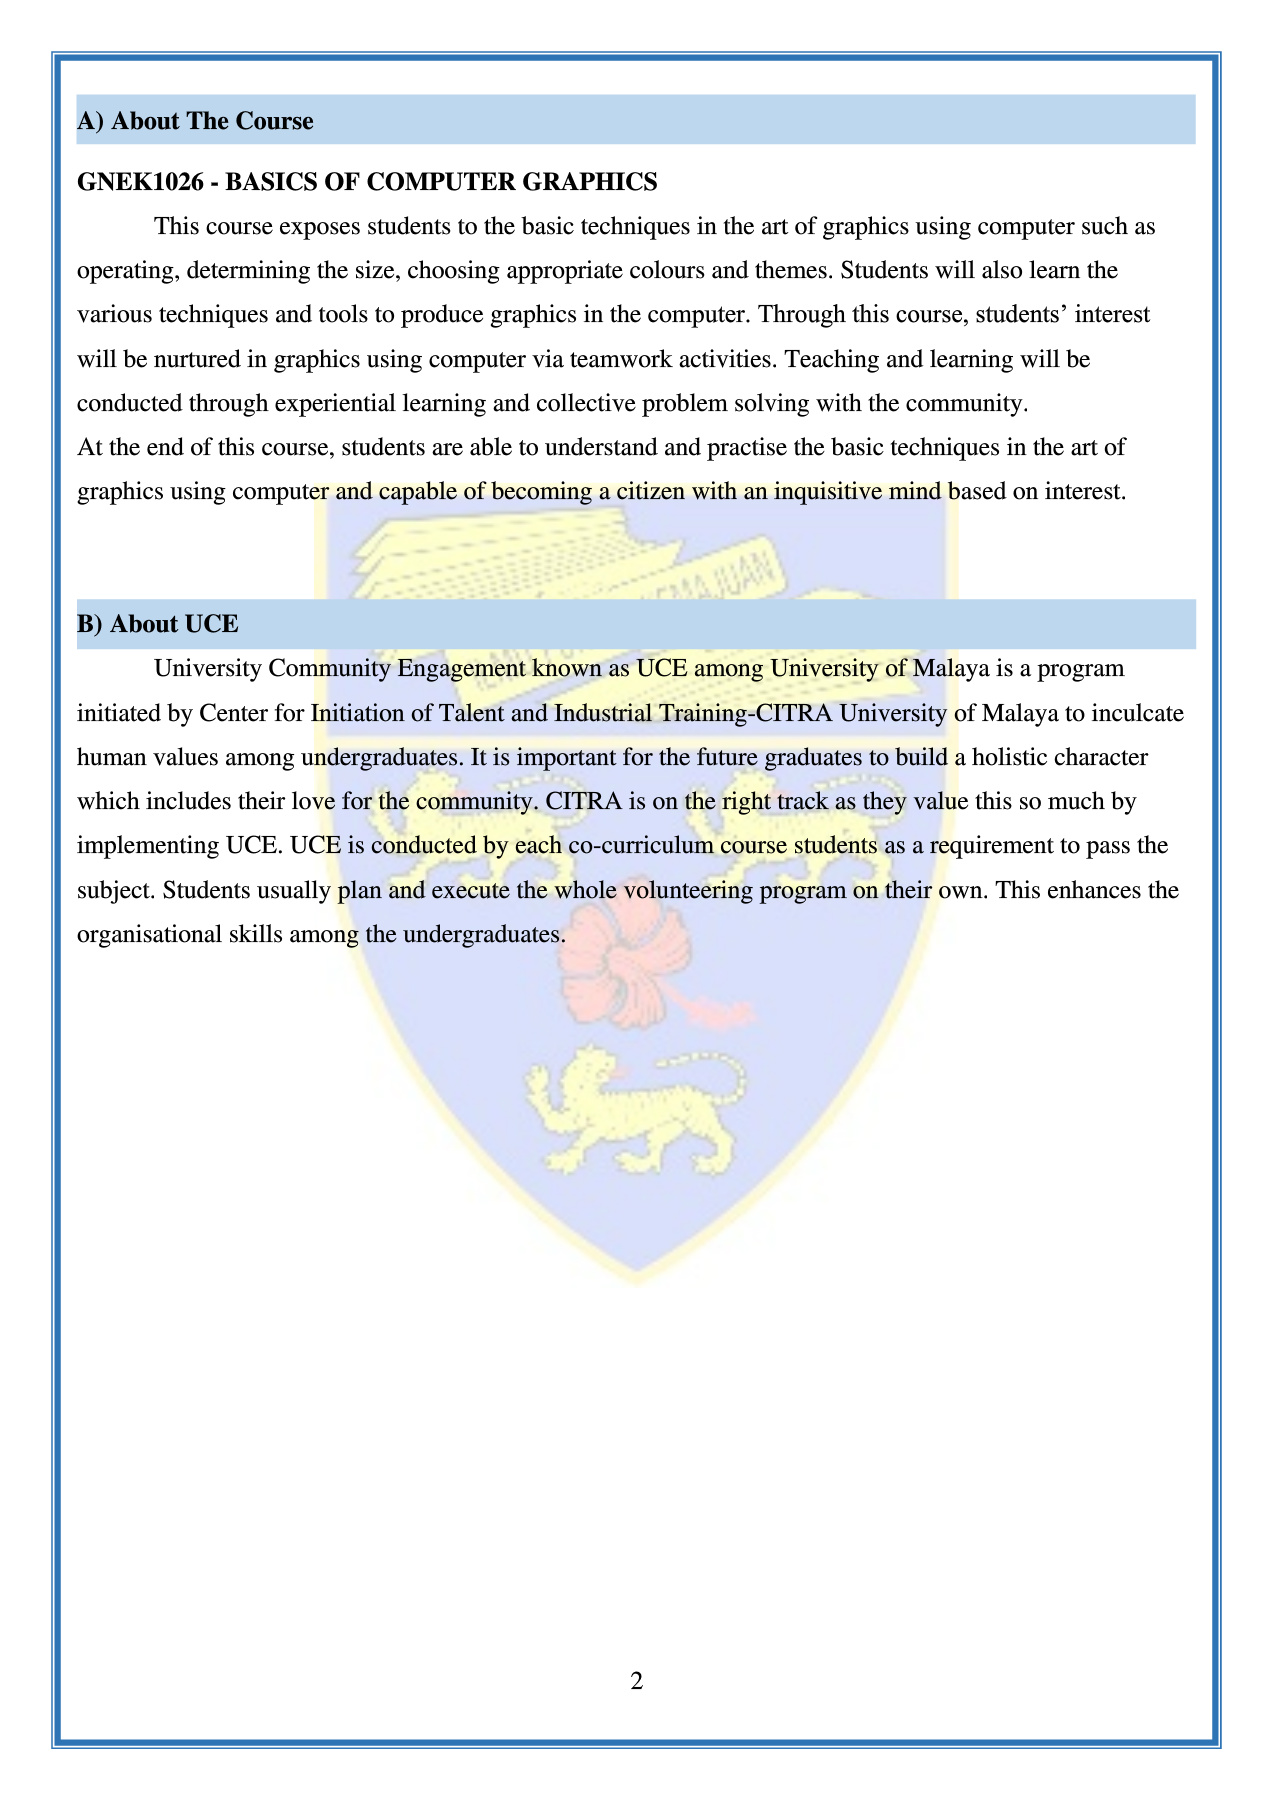 A) About The Course
GNEK1026 - BASICS OF COMPUTER GRAPHICS
This course exposes students to the basic techniques in the art of graphics using computer such as
operating, determining the size, choosing appropriate colours and themes. Students will also learn the
various techniques and tools to produce graphics in the computer. Through this course, students’ interest
will be nurtured in graphics using computer via teamwork activities. Teaching and learning will be
conducted through experiential learning and collective problem solving with the community.
At the end of this course, students are able to understand and practise the basic techniques in the art of
graphics using computer and capable of becoming a citizen with an inquisitive mind based on interest.
B) About UCE
University Community Engagement known as UCE among University of Malaya is a program
initiated by Center for Initiation of Talent and Industrial Training-CITRA University of Malaya to inculcate
human values among undergraduates. It is important for the future graduates to build a holistic character
which includes their love for the community. CITRA is on the right track as they value this so much by
implementing UCE. UCE is conducted by each co-curriculum course students as a requirement to pass the
subject. Students usually plan and execute the whole volunteering program on their own. This enhances the
organisational skills among the undergraduates.
2